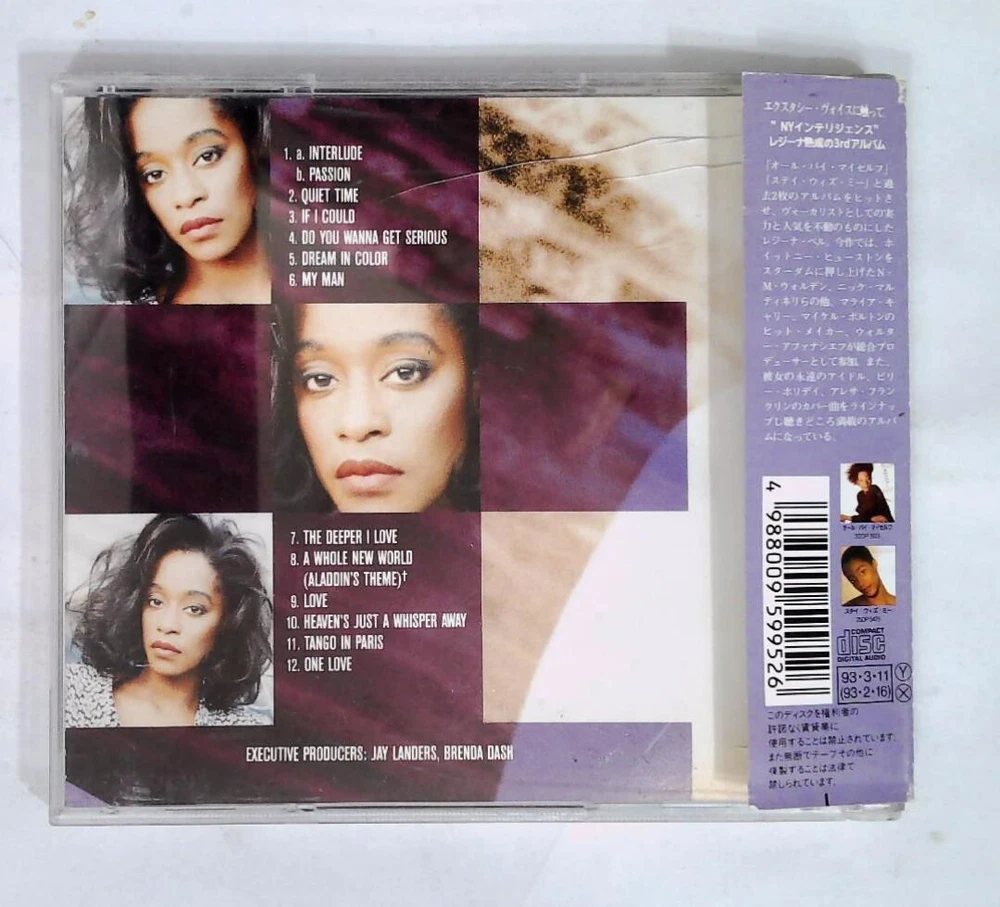 1. a. INTERLUDE
b. PASSION
2. QUIET TIME
3. IF I COULD
4. DO YOU WANNA GET SERIOUS
5. DREAM IN COLOR
6. MY MAN
7. THE DEEPER I LOVE
8. A WHOLE NEW WORLD
(ALADDIN'S THEME)†
9. LOVE
10. HEAVEN'S JUST A WHISPER AWAY
11. TANGO IN PARIS
12. ONE LOVE
EXECUTIVE PRODUCERS: JAY LANDERS, BRENDA DASH
エクスタシー・ヴォイスに触って
"NYインテリジェンス"
レジーナ熟成の3rdアルバム
「オール・バイ・マイセルフ」
「ステイ・ウィズ・ミー」と過
去2枚のアルバムをヒットさ
せ、ヴォーカリストとしての実
力と人気を不動のものにした
レジーナ・ベル。今作では、ホ
イットニー・ヒューストンを
スターダムに押し上げたN・
M・ウォルデン、ニック・マル
ティネリらの他、マライア・キ
ャリー、マイケル・ボルトンの
ヒット・メイカー、ウォルタ
ー・アファナシエフが総合プロ
デューサーとして参加。また、
彼女の永遠のアイドル、ビリ
ー・ホリデイ、アレサ・フラン
クリンのカバー曲をラインナッ
プし聴きどころ満載のアルバ
ムになっている。
4 988009 599526
オール・バイ・マイセルフ
ステイ・ウィズ・ミー
COMPACT
disc
DIGITAL AUDIO
93・3・11
(93・2・16)
Y
X
このディスクを権利者の
許諾なく賃貸業に
使用することは禁止されています。
また無断でテープその他に
複製することは法律で
禁じられています。